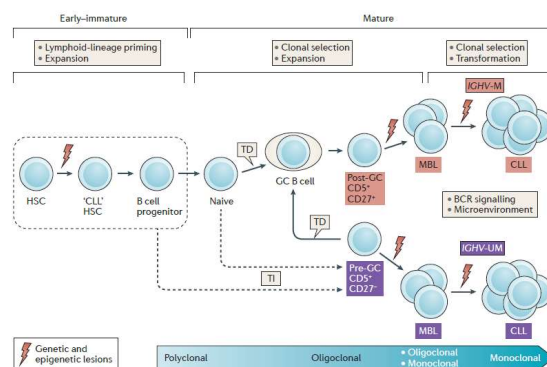 Early–immature
Mature
• Lymphoid-lineage priming
• Expansion
• Clonal selection
• Expansion
• Clonal selection
• Transformation
IGHV-M
TD
HSC
'CLL'
HSC
B cell
progenitor
Naive
GC B cell
Post-GC
CD5⁺
CD27⁺
MBL
CLL
• BCR signalling
• Microenvironment
TD
IGHV-UM
TI
Pre-GC
CD5⁺
CD27⁻
MBL
CLL
Genetic and
epigenetic lesions
Polyclonal
Oligoclonal
• Oligoclonal
• Monoclonal
Monoclonal